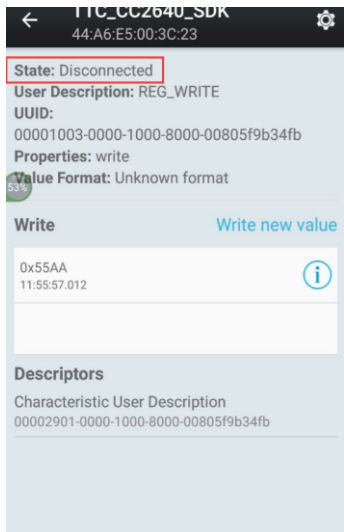 TTC_CC2640_SDK
44:A6:E5:00:3C:23
State: Disconnected
User Description: REG_WRITE
UUID:
00001003-0000-1000-8000-00805f9b34fb
Properties: write
Value Format: Unknown format
53%
Write
Write new value
0x55AA
11:55:57.012
Descriptors
Characteristic User Description
00002901-0000-1000-8000-00805f9b34fb